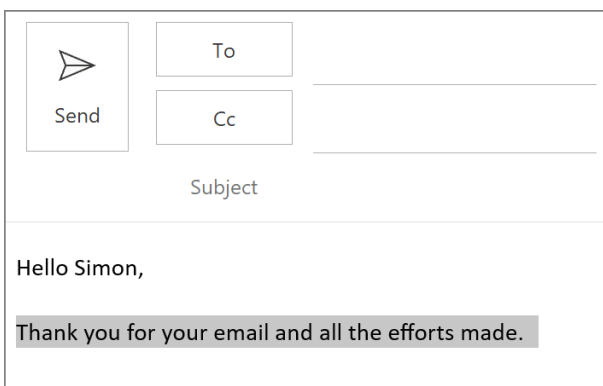 To
Send
Cc
Subject
Hello Simon,
Thank you for your email and all the efforts made.